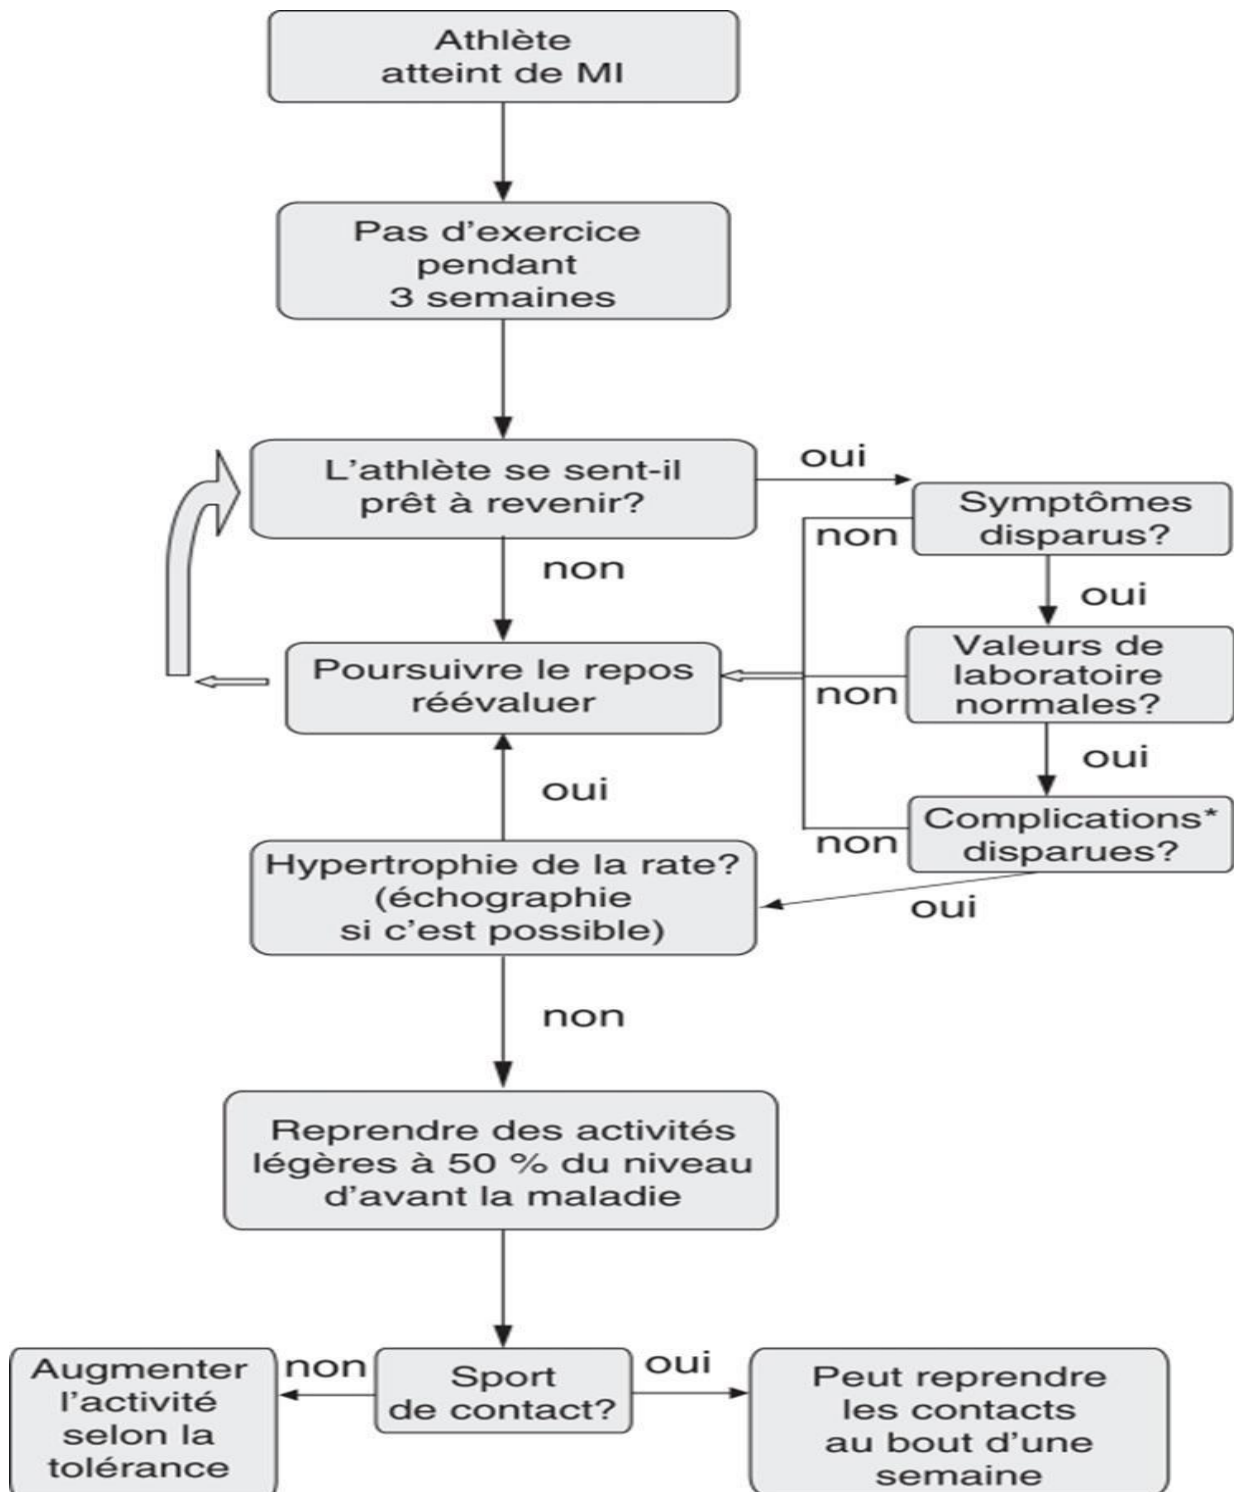 Athlète
atteint de MI
Pas d’exercice
pendant
3 semaines
L’athlète se sent-il
prêt à revenir?
oui
Symptômes
disparus?
non
non
oui
Poursuivre le repos
réévaluer
Valeurs de
laboratoire
normales?
non
oui
oui
Complications*
disparues?
non
oui
Hypertrophie de la rate?
(échographie
si c’est possible)
non
Reprendre des activités
légères à 50 % du niveau
d’avant la maladie
Sport
de contact?
non
Augmenter
l’activité
selon la
tolérance
oui
Peut reprendre
les contacts
au bout d’une
semaine